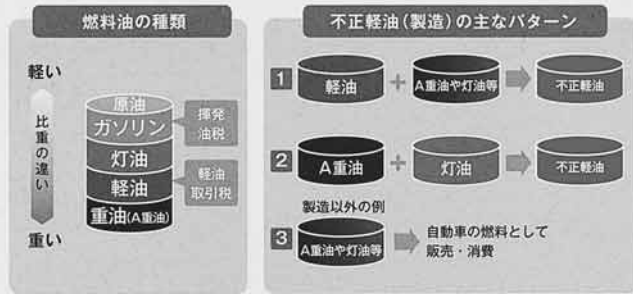 燃料油の種類
軽い
比重の違い
重い
原油
ガソリン
灯油
軽油
重油(A重油)
揮発
油税
軽油
取引税
不正軽油(製造)の主なパターン
1
軽油
+
A重油や灯油等
不正軽油
2
A重油
+
灯油
不正軽油
製造以外の例
3
A重油や灯油等
自動車の燃料として
販売・消費